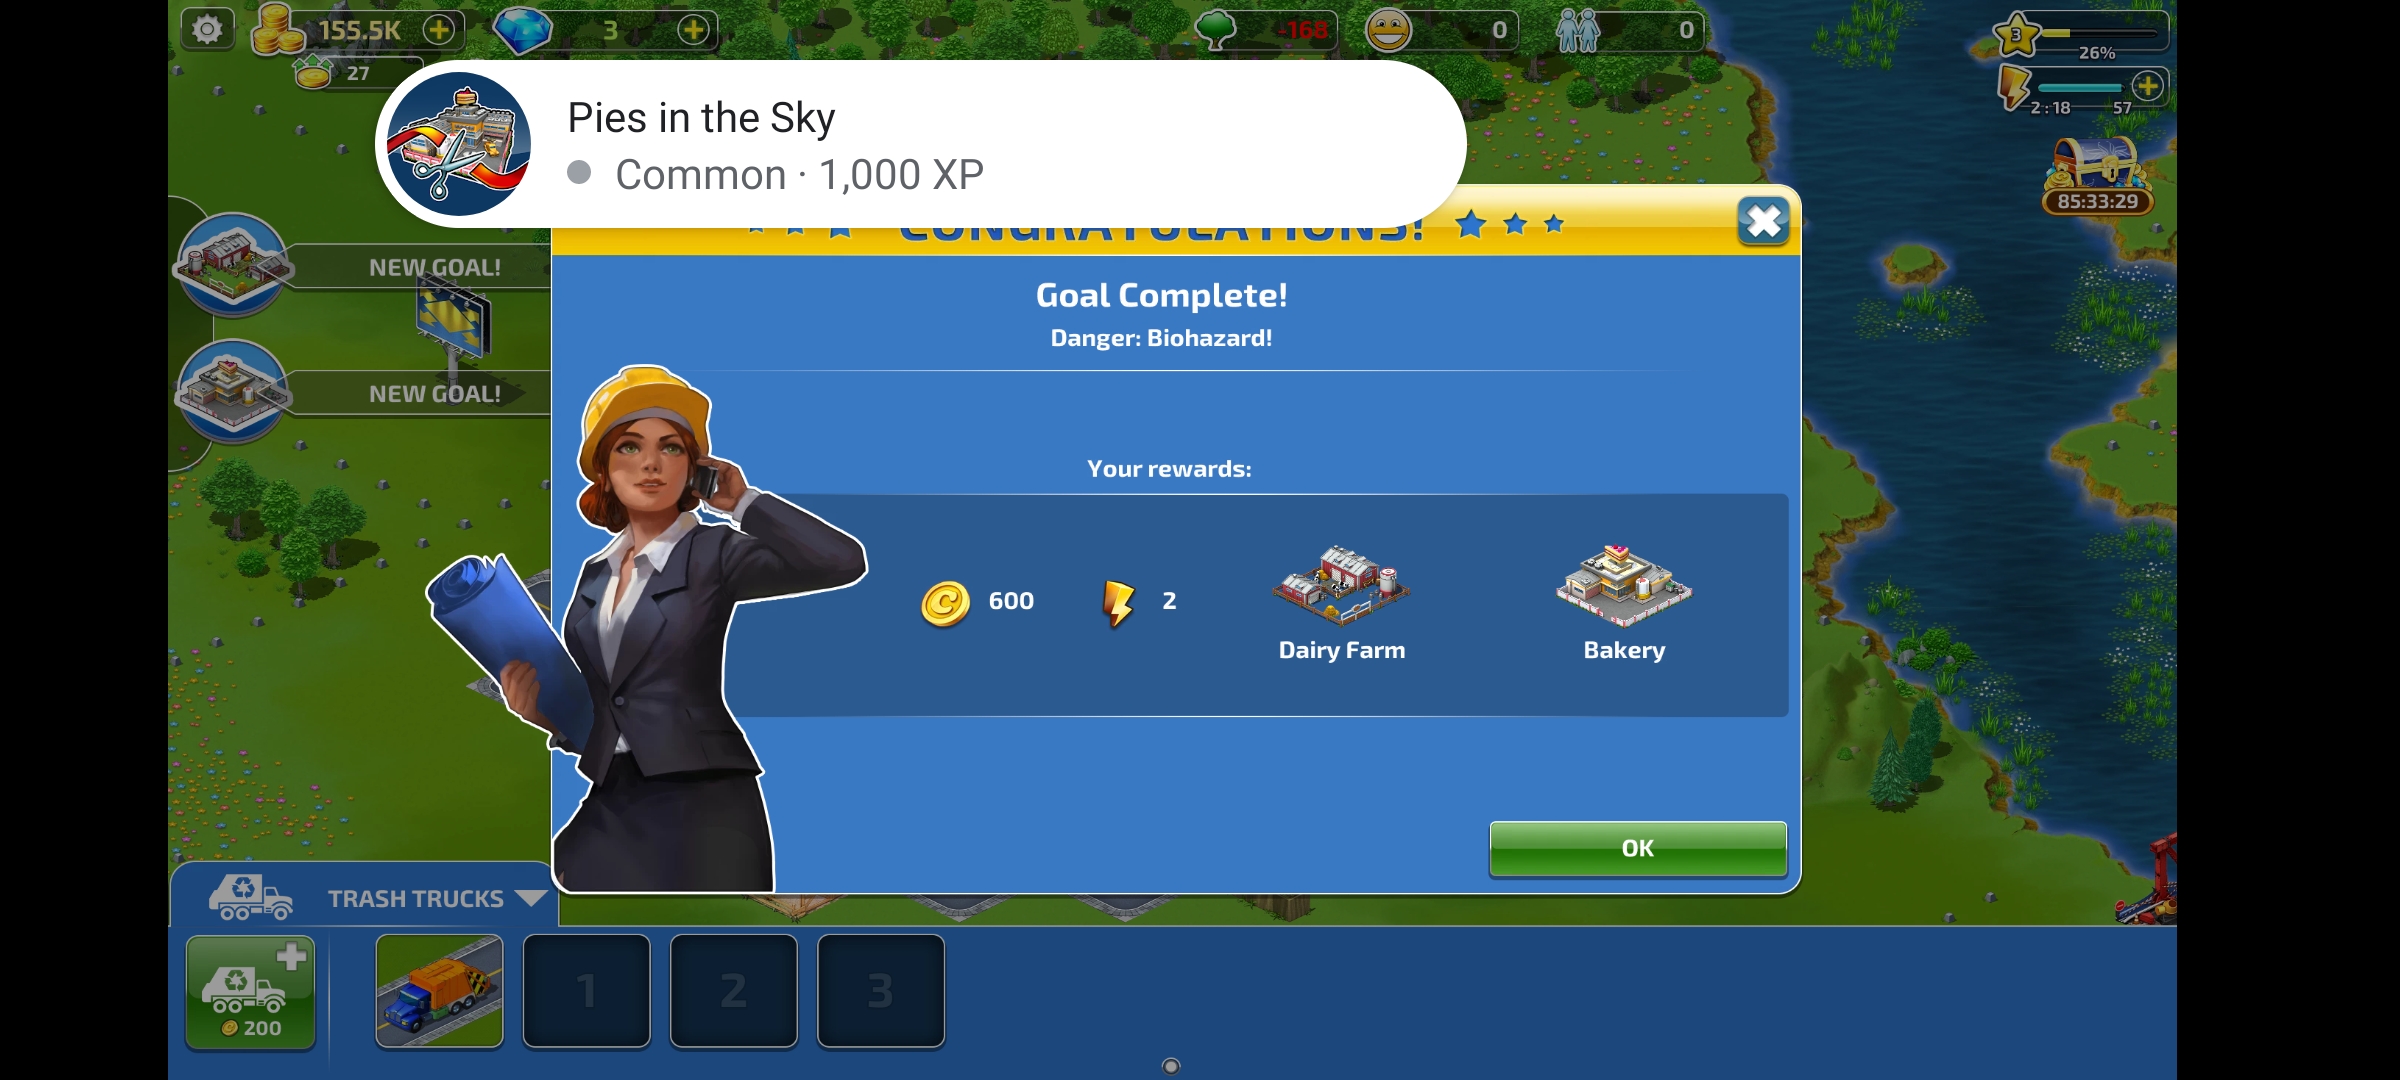 155.5K
3
-168
0
0
3
26%
27
2:18
57
Pies in the Sky
Common · 1,000 XP
85:33:29
CONGRATULATIONS!
NEW GOAL!
Goal Complete!
Danger: Biohazard!
NEW GOAL!
Your rewards:
600
2
Dairy Farm
Bakery
OK
TRASH TRUCKS
200
1
2
3